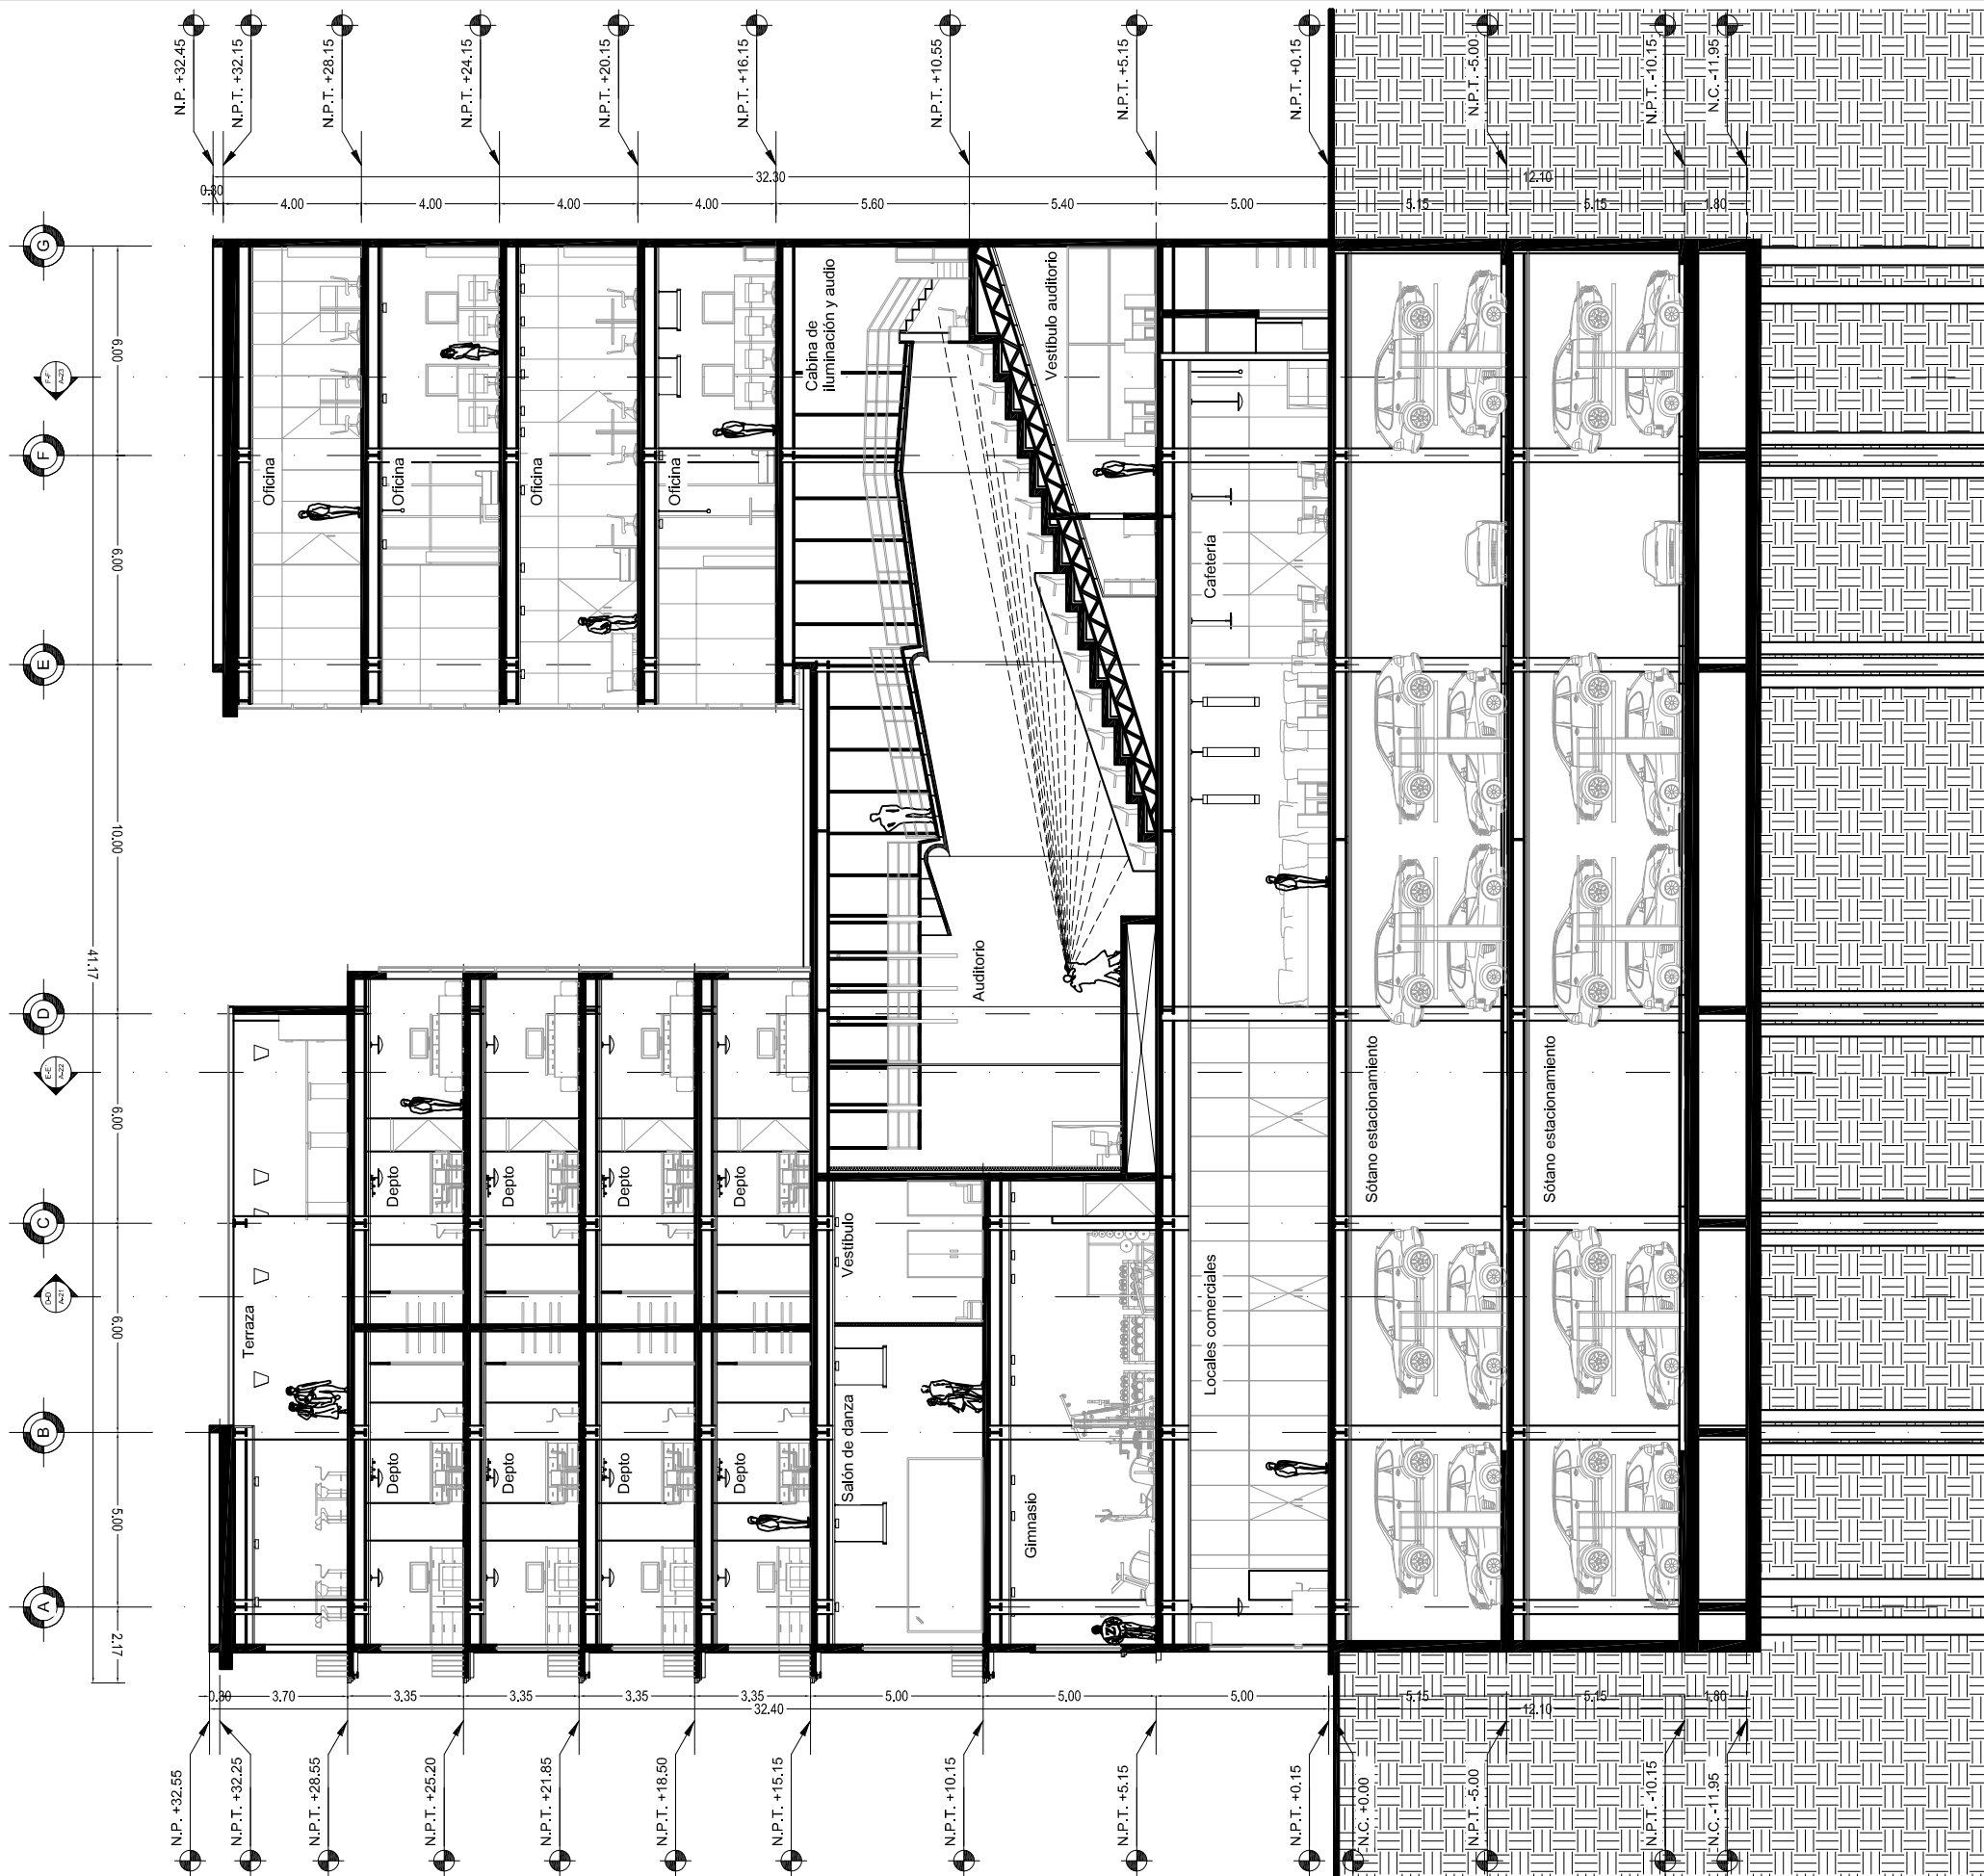 N.P. +32.45
N.P.T. +32.15
N.P.T. +28.15
N.P.T. +24.15
N.P.T. +20.15
N.P.T. +16.15
N.P.T. +10.55
N.P.T. +5.15
N.P.T. +0.15
N.P.T. -5.00
N.P.T. -10.15
N.C. -11.95
32.30
12.10
0.30
4.00
4.00
4.00
4.00
5.60
5.40
5.00
5.15
5.15
1.80
G
F
E
D
C
B
A
6.00
6.00
10.00
6.00
6.00
5.00
2.17
41.17
F-F'
A-23
E-E'
A-22
D-D'
A-21
Oficina
Oficina
Oficina
Oficina
Cabina de
iluminación y audio
Vestíbulo auditorio
Cafetería
Auditorio
Terraza
Depto
Depto
Depto
Depto
Depto
Depto
Depto
Depto
Vestíbulo
Salón de danza
Gimnasio
Locales comerciales
Sótano estacionamiento
Sótano estacionamiento
0.30
3.70
3.35
3.35
3.35
3.35
5.00
5.00
5.00
5.15
5.15
1.80
32.40
12.10
N.P. +32.55
N.P.T. +32.25
N.P.T. +28.55
N.P.T. +25.20
N.P.T. +21.85
N.P.T. +18.50
N.P.T. +15.15
N.P.T. +10.15
N.P.T. +5.15
N.P.T. +0.15
N.C. +0.00
N.P.T. -5.00
N.P.T. -10.15
N.C. -11.95